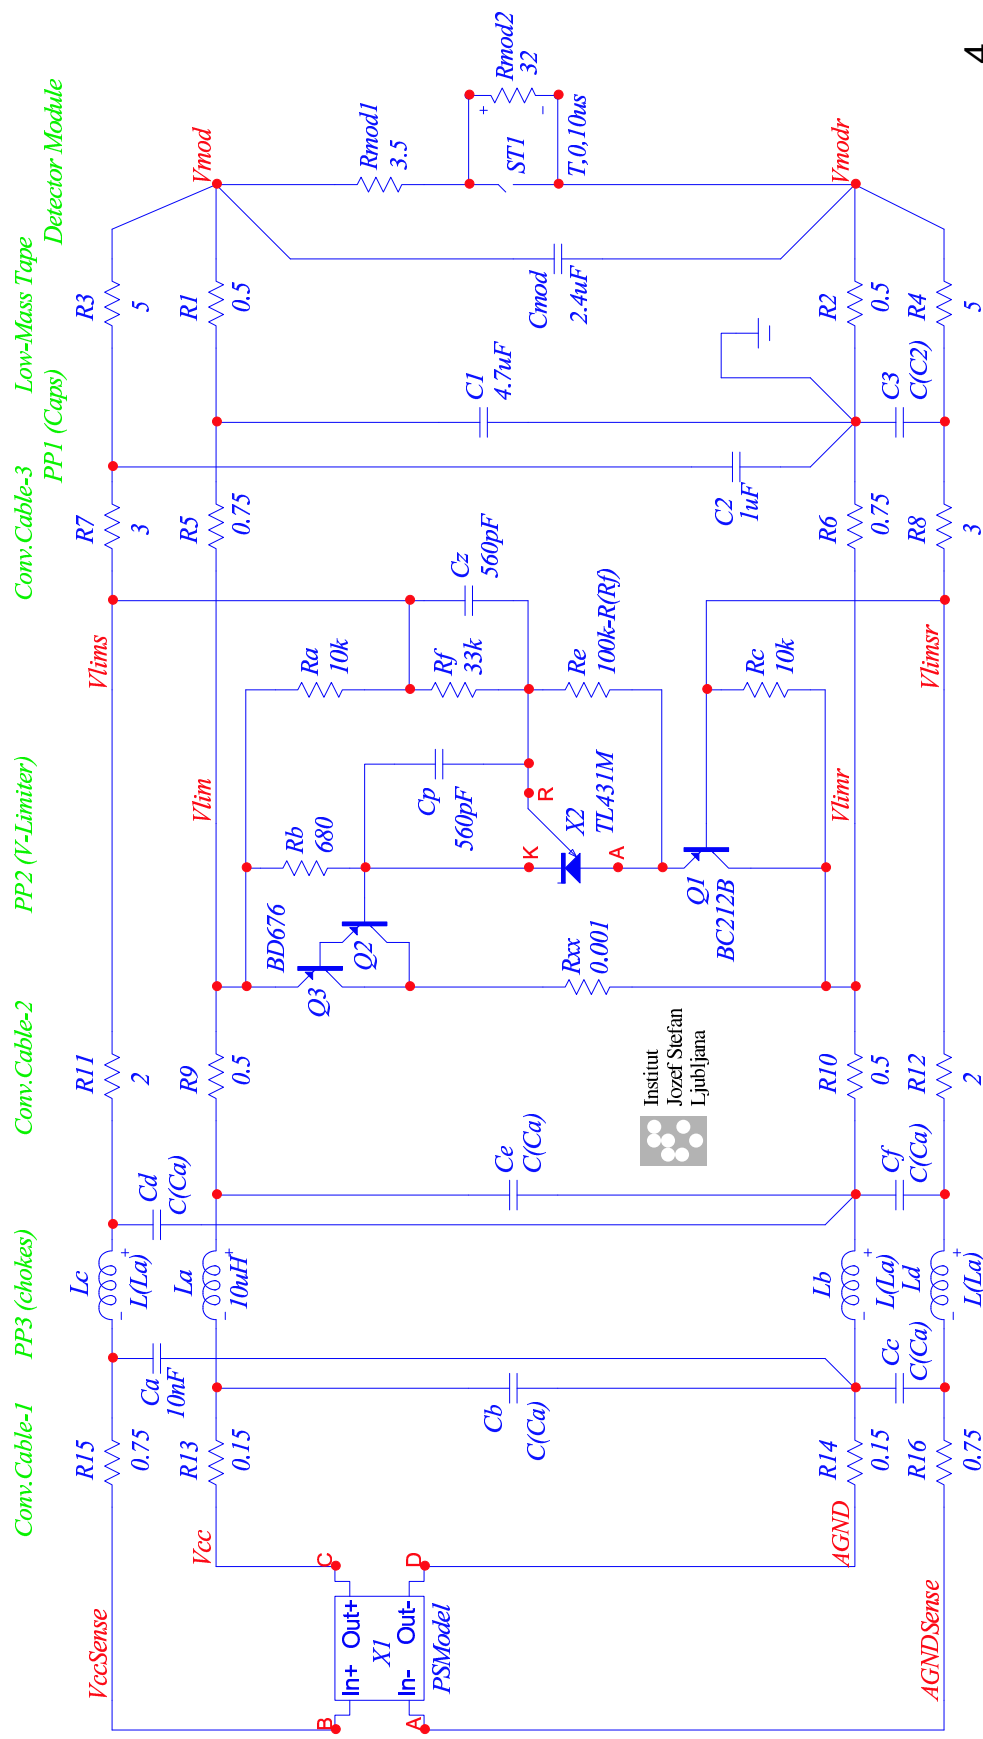 Conv.Cable-1
PP3 (chokes)
Conv.Cable-2
PP2 (V-Limiter)
Conv.Cable-3
PP1 (Caps)
Low-Mass Tape
Detector Module
VccSense
R15
0.75
Ca
10nF
Lc
L(La)
+
-
Cd
C(Ca)
R11
2
Vlims
R7
3
R3
5
Vcc
R13
0.15
La
10uH
+
-
R9
0.5
Vlim
R5
0.75
R1
0.5
Vmod
B
C
In+ Out+
X1
In- Out-
PSModel
A
D
Cb
C(Ca)
Ce
C(Ca)
Q3
BD676
Q2
Rb
680
Ra
10k
Cp
560pF
Rf
33k
Cz
560pF
C1
4.7uF
Cmod
2.4uF
Rmod1
3.5
ST1
+
-
Rmod2
32
T,0,10us
Rxx
0.001
K
R
X2
TL431M
A
Re
100k-R(Rf)
Q1
BC212B
Rc
10k
C2
1uF
Institut
Jozef Stefan
Ljubljana
AGND
R14
0.15
Lb
L(La)
+
-
R10
0.5
Vlimr
R6
0.75
R2
0.5
Vmodr
Cc
C(Ca)
Cf
C(Ca)
C3
C(C2)
AGNDSense
R16
0.75
Ld
L(La)
+
-
R12
2
Vlimsr
R8
3
R4
5
4